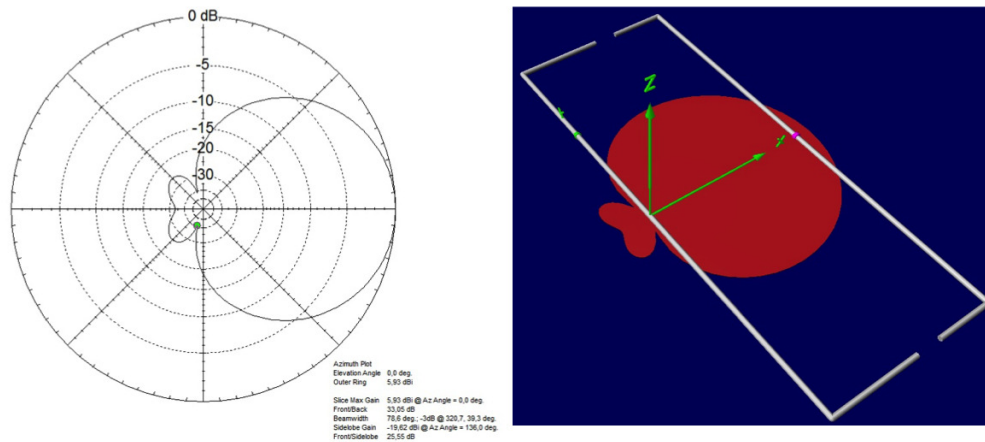 0 dB
-5
-10
-15
-20
-30
Azimuth Plot
Elevation Angle 0,0 deg.
Outer Ring 5,93 dBi
Slice Max Gain 5,93 dBi @ Az Angle = 0,0 deg.
Front/Back 33,05 dB
Beamwidth 78,6 deg.; -3dB @ 320,7, 39,3 deg.
Sidelobe Gain -19,62 dBi @ Az Angle = 136,0 deg.
Front/Sidelobe 25,55 dB
Z
Y
X